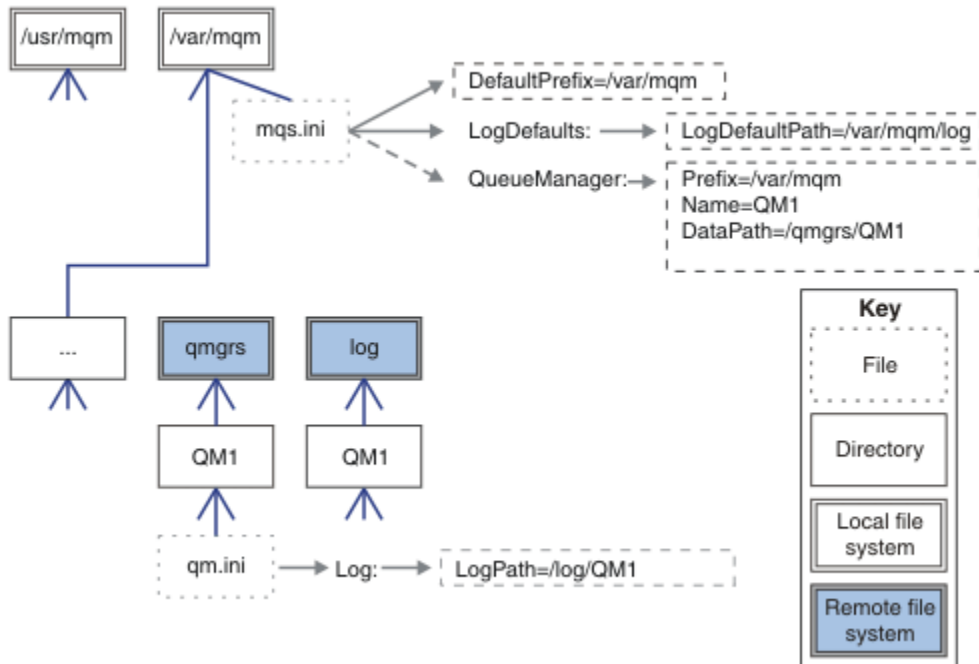 /usr/mqm
/var/mqm
mqs.ini
DefaultPrefix=/var/mqm
LogDefaults:
LogDefaultPath=/var/mqm/log
QueueManager:
Prefix=/var/mqm
Name=QM1
DataPath=/qmgrs/QM1
...
qmgrs
log
QM1
QM1
qm.ini
Log:
LogPath=/log/QM1
Key
File
Directory
Local file
system
Remote file
system